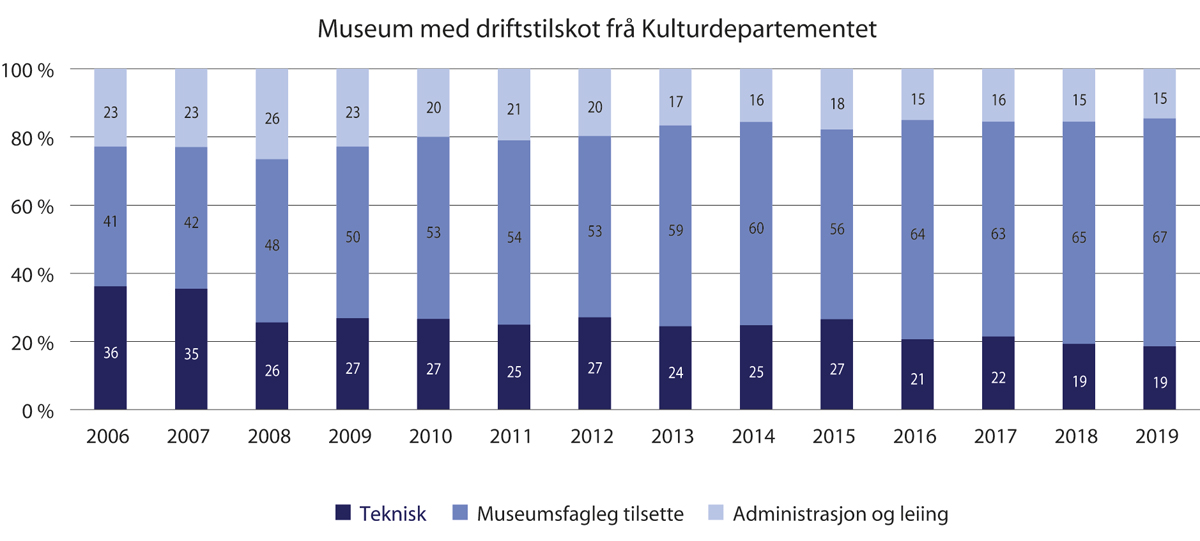 Museum med driftstilskot frå Kulturdepartementet
100 %
23 23 26 23 20 21 20 17 16 18 15 16 15 15
80 %
60 %
41 42 48 50 53 54 53 59 60 56 64 63 65 67
40 %
36 35 26 27 27 25 27 24 25 27 21 22 19 19
20 %
0 %
2006 2007 2008 2009 2010 2011 2012 2013 2014 2015 2016 2017 2018 2019
Teknisk Museumsfagleg tilsette Administrasjon og leiing